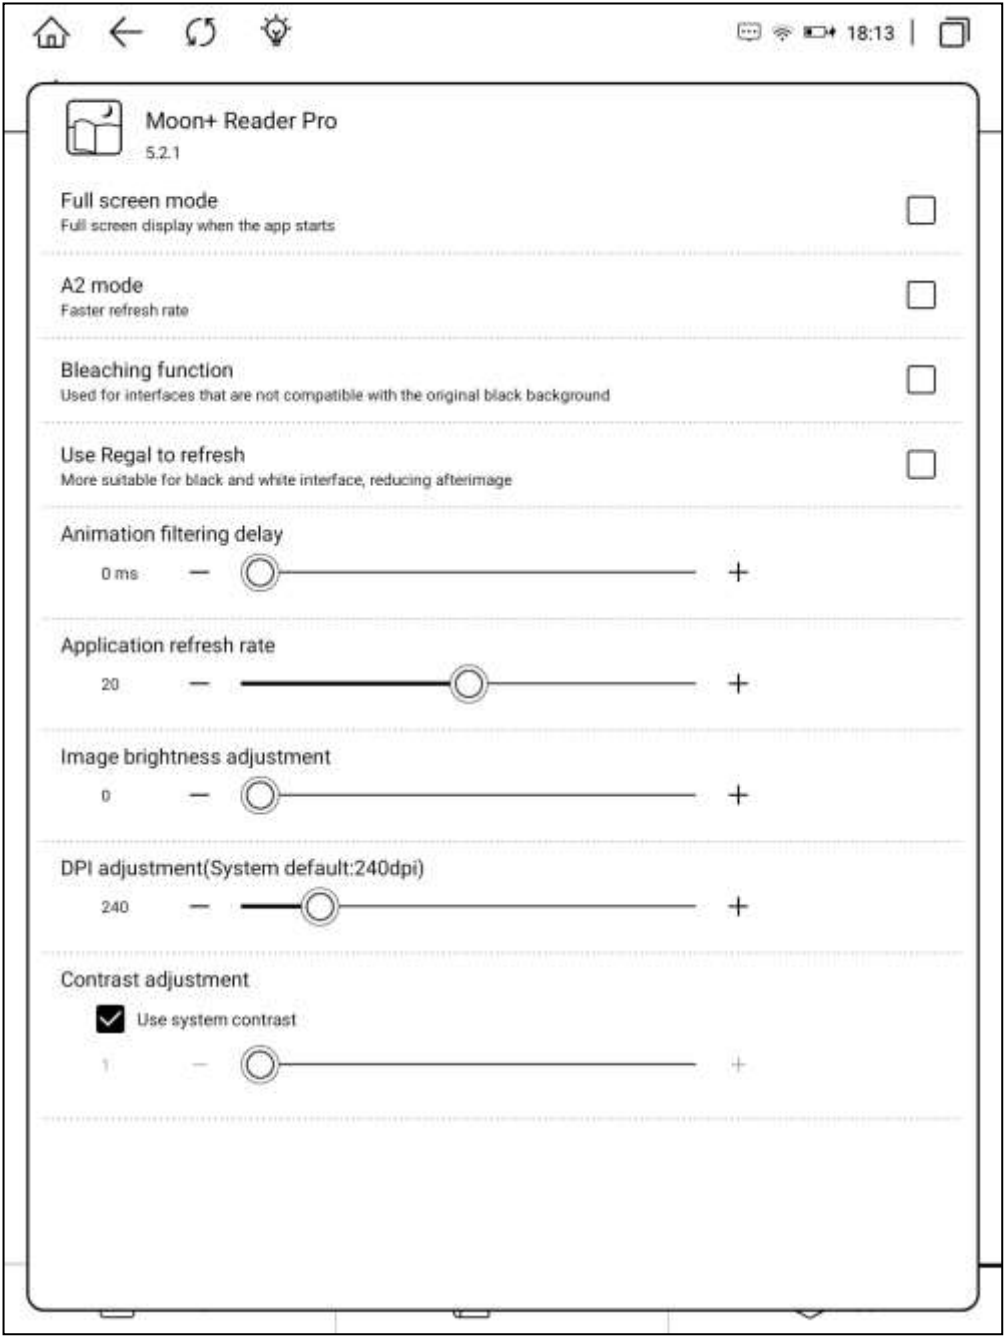 18:13
Moon+ Reader Pro
5.2.1
Full screen mode
Full screen display when the app starts
A2 mode
Faster refresh rate
Bleaching function
Used for interfaces that are not compatible with the original black background
Use Regal to refresh
More suitable for black and white interface, reducing afterimage
Animation filtering delay
0 ms
Application refresh rate
20
Image brightness adjustment
0
DPI adjustment(System default:240dpi)
240
Contrast adjustment
Use system contrast
1